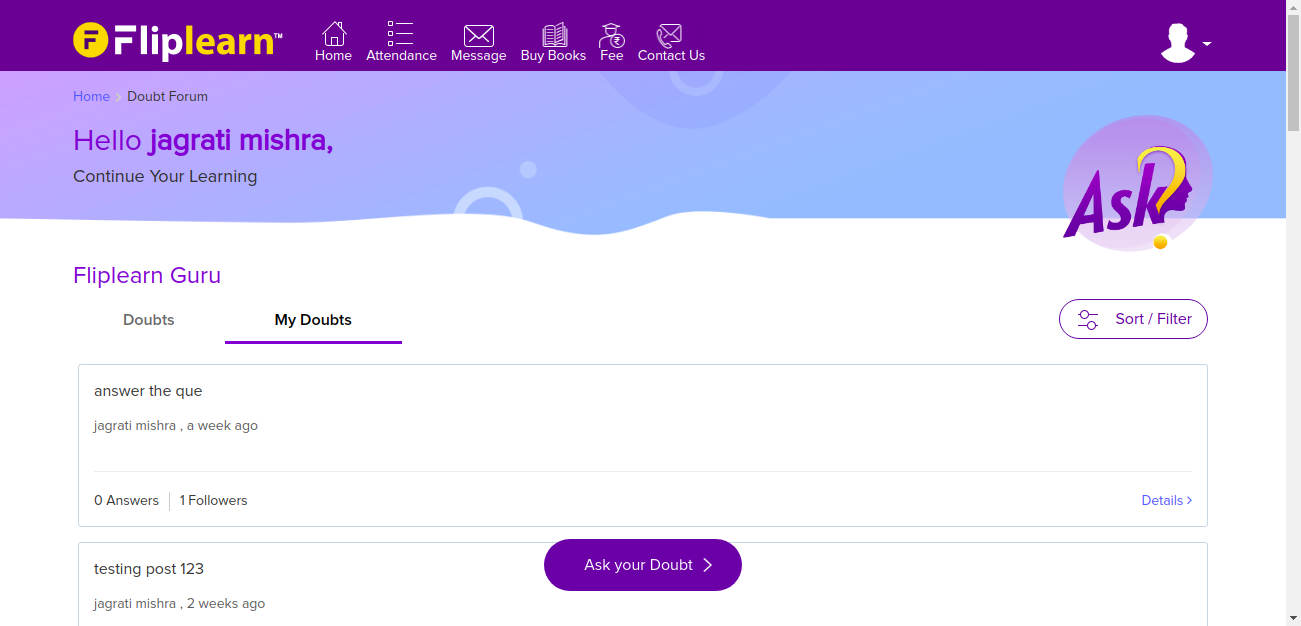 Fliplearn™
Home Attendance Message Buy Books Fee Contact Us
Home > Doubt Forum
Hello jagrati mishra,
Continue Your Learning
Ask?
Fliplearn Guru
Doubts My Doubts Sort / Filter
answer the que
jagrati mishra , a week ago
0 Answers 1 Followers Details >
Ask your Doubt >
testing post 123
jagrati mishra , 2 weeks ago